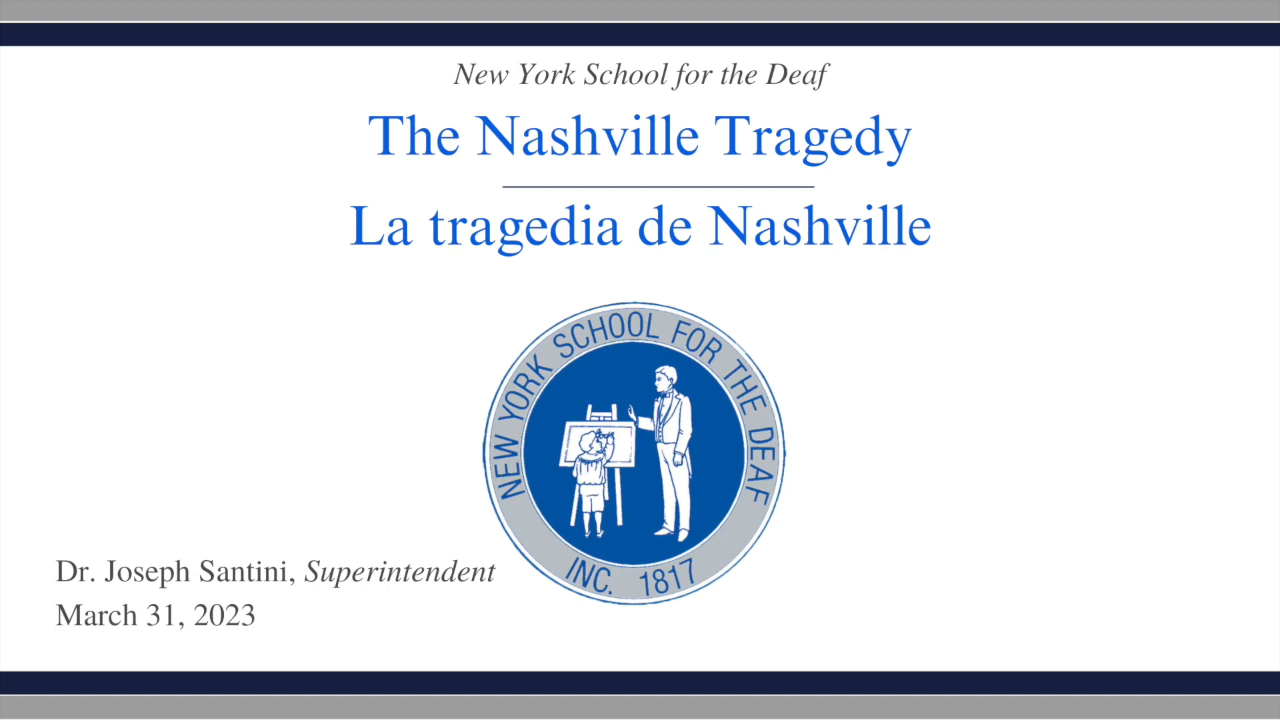 New York School for the Deaf
The Nashville Tragedy
La tragedia de Nashville
NEW YORK SCHOOL FOR THE DEAF
INC. 1817
Dr. Joseph Santini, Superintendent
March 31, 2023